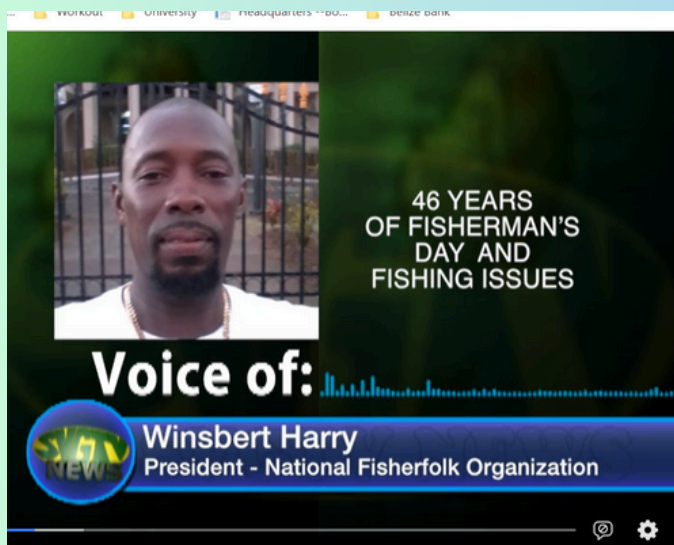 Workout University Headquarters --Bo... Belize Bank
46 YEARS
OF FISHERMAN'S
DAY AND
FISHING ISSUES
Voice of:
SVGTV
NEWS
Winsbert Harry
President - National Fisherfolk Organization